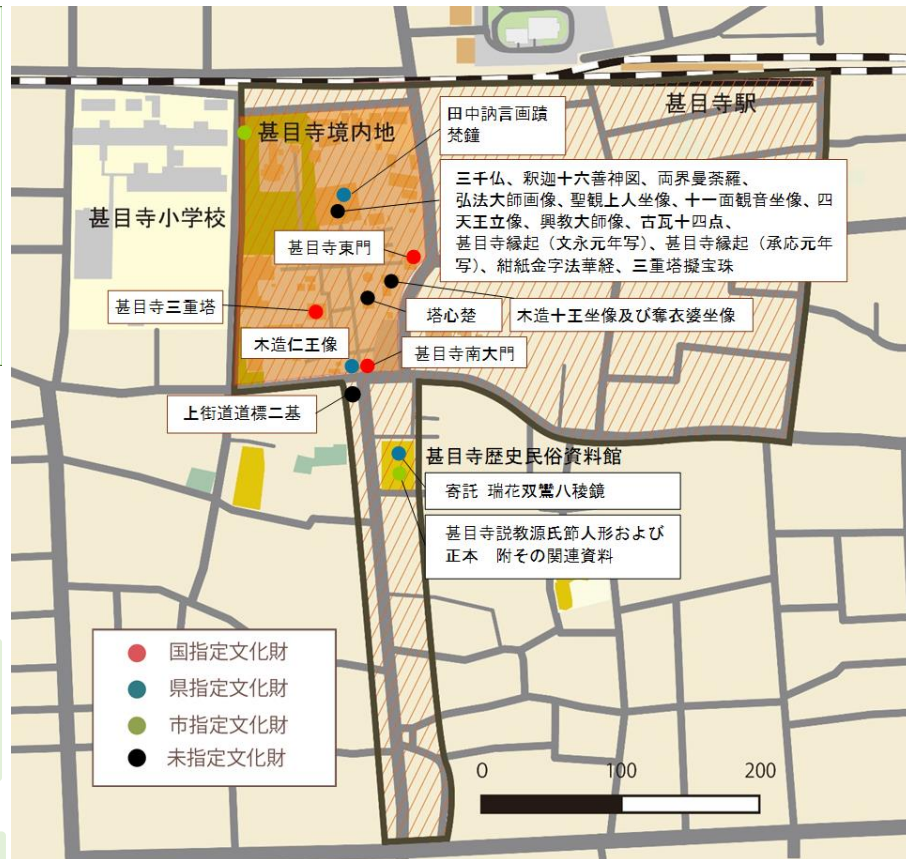 甚目寺駅
甚目寺境内地
田中訥言画蹟
梵鐘
三千仏、釈迦十六善神図、両界曼荼羅、
弘法大師画像、聖観上人坐像、十一面観音坐像、四
天王立像、興教大師像、古瓦十四点、
甚目寺縁起（文永元年写）、甚目寺縁起（承応元年
写）、紺紙金字法華経、三重塔擬宝珠
甚目寺小学校
甚目寺東門
甚目寺三重塔
塔心礎
木造十王坐像及び奪衣婆坐像
木造仁王像
甚目寺南大門
上街道道標二基
甚目寺歴史民俗資料館
寄託 瑞花双鸞八稜鏡
甚目寺説教源氏節人形および
正本　附その関連資料
国指定文化財
県指定文化財
市指定文化財
未指定文化財
0 100 200